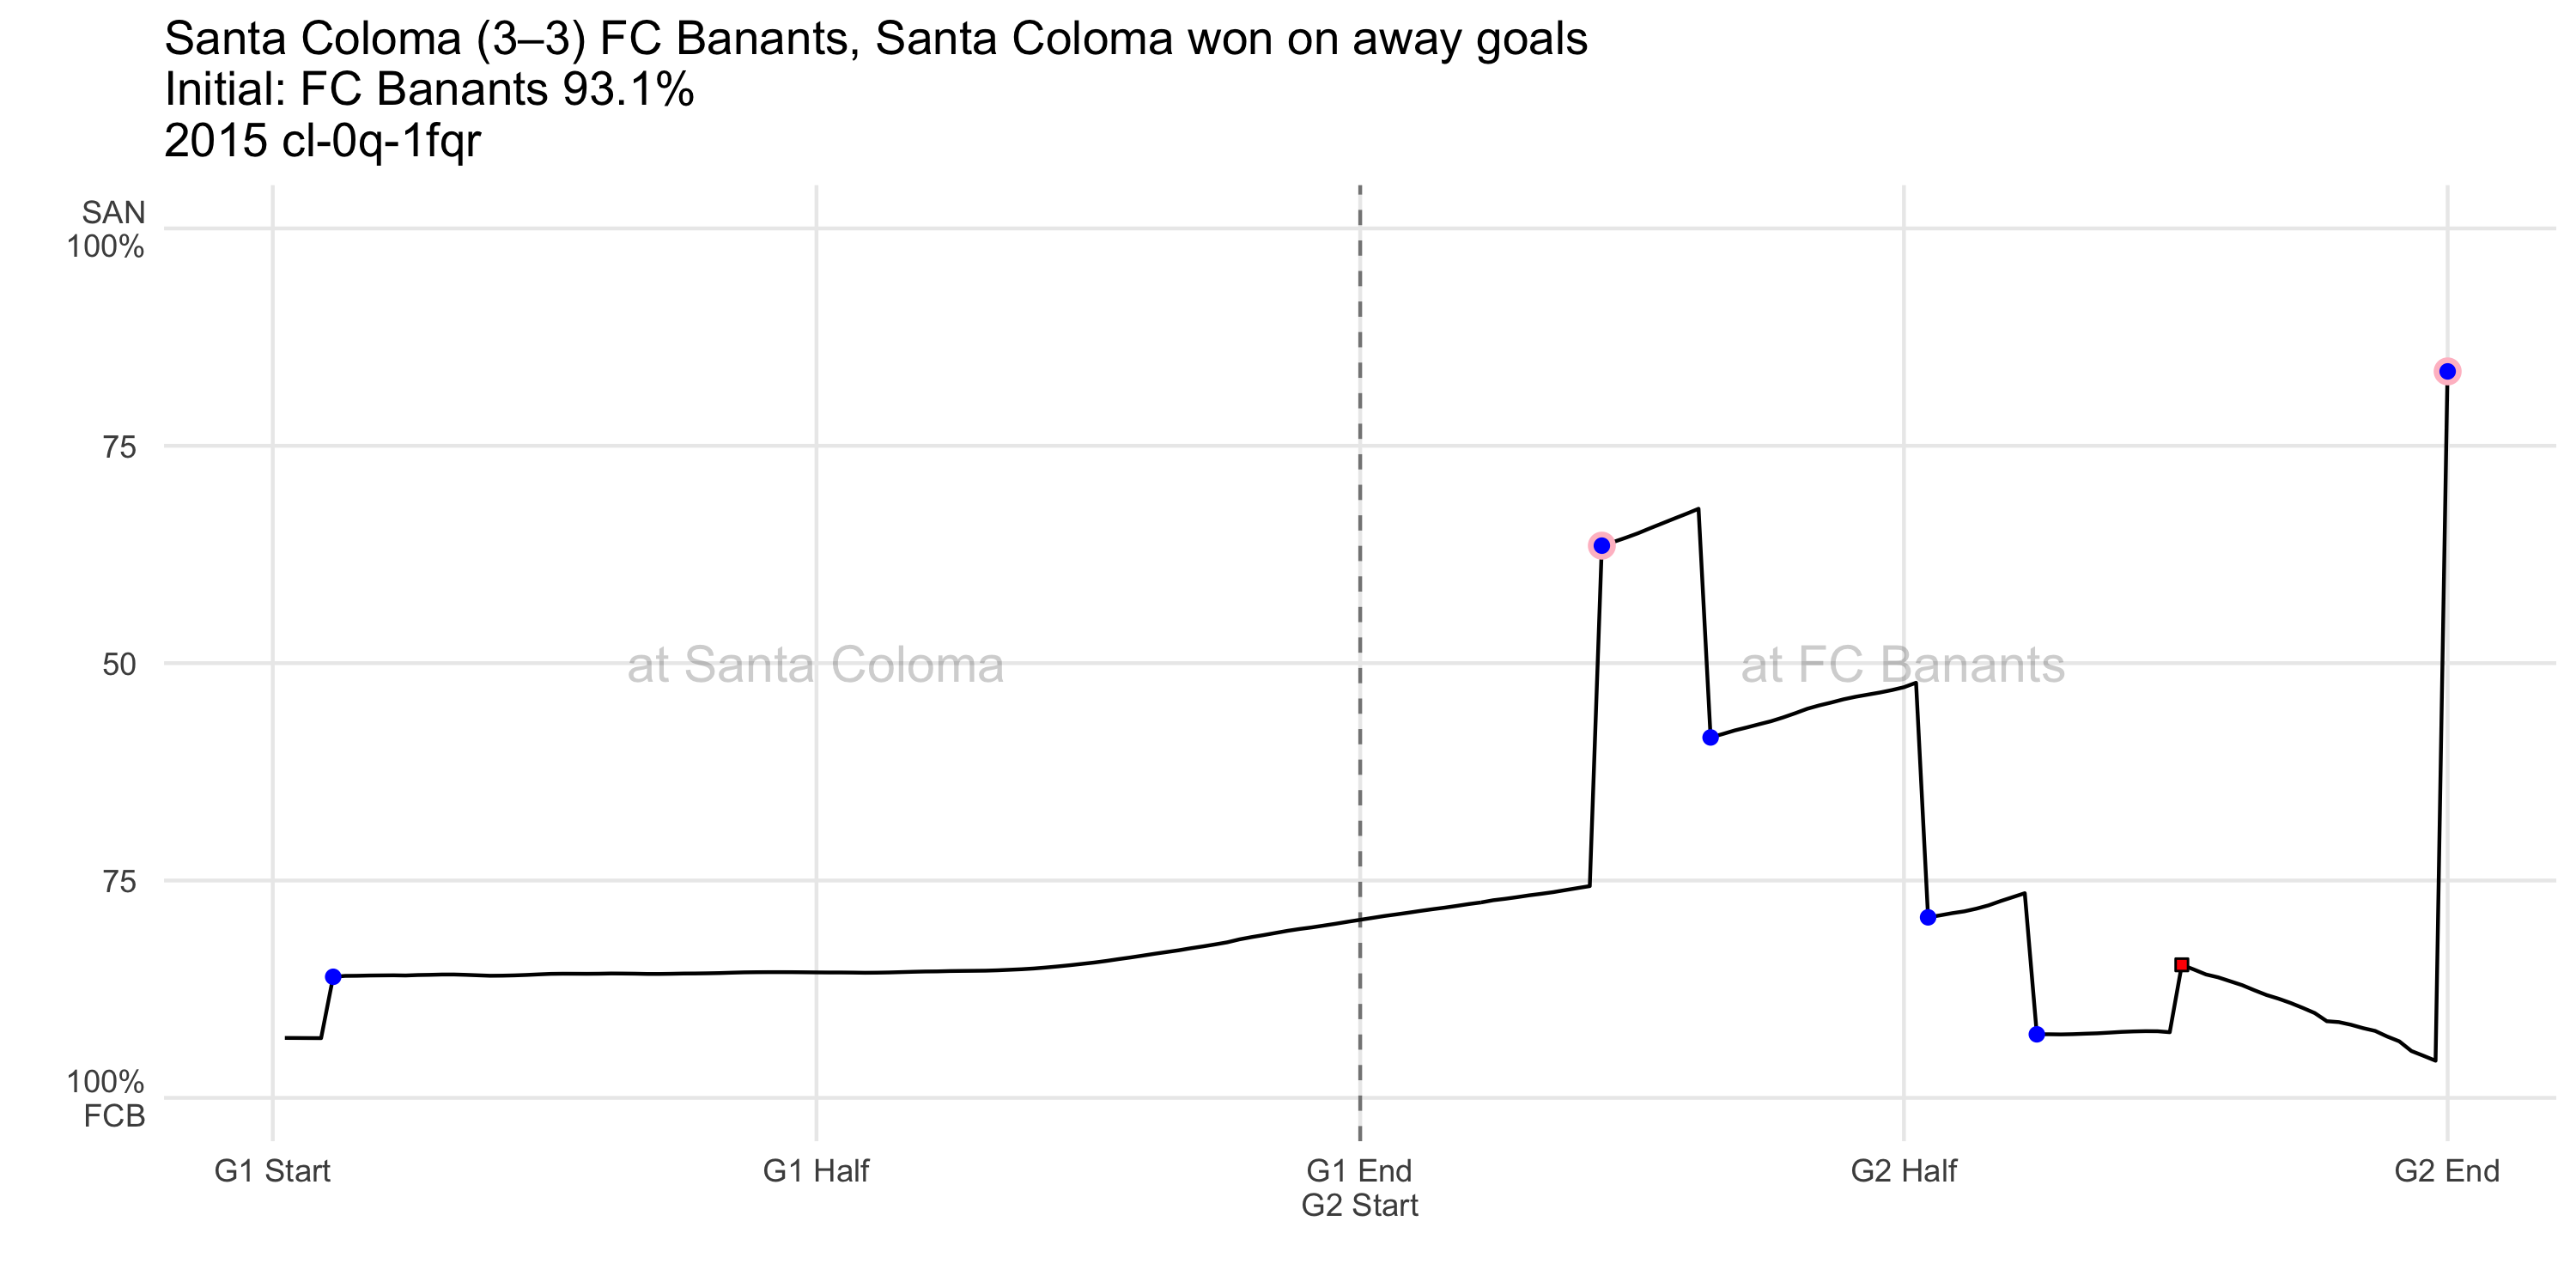 Santa Coloma (3–3) FC Banants, Santa Coloma won on away goals
Initial: FC Banants 93.1%
2015 cl-0q-1fqr
SAN
100%
75
50
75
100%
FCB
at Santa Coloma
at FC Banants
G1 Start
G1 Half
G1 End
G2 Start
G2 Half
G2 End